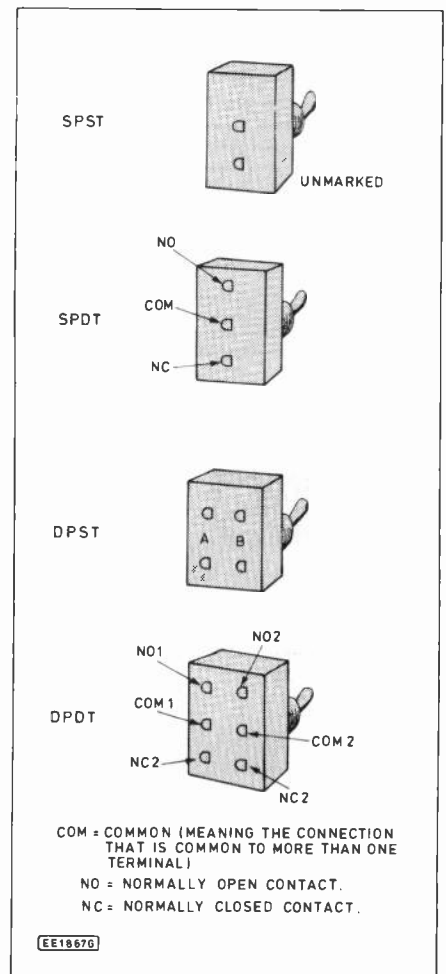 SPST
UNMARKED
NO
SPDT
COM
NC
DPST
A B
NO1
NO2
COM 1
DPDT
COM 2
NC2
NC2
COM = COMMON (MEANING THE CONNECTION
THAT IS COMMON TO MORE THAN ONE
TERMINAL)
NO = NORMALLY OPEN CONTACT.
NC = NORMALLY CLOSED CONTACT.
EE1867G